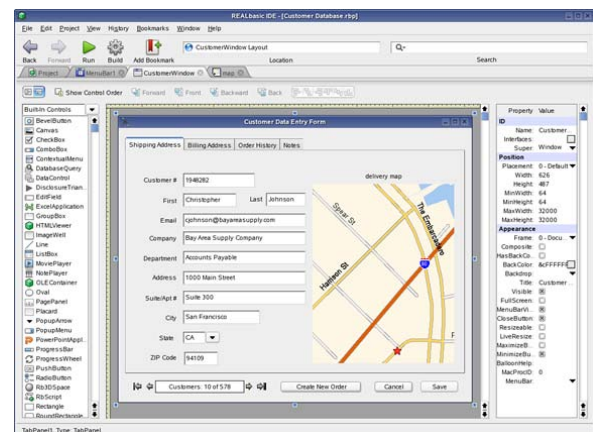 REALbasic IDE - [Customer Database.rbp]
File Edit Project View History Bookmarks Window Help
CustomerWindow Layout
Back Forward Run Build Add Bookmark Location Search
Project MenuBar1 CustomerWindow map
Show Control Order Forward Front Backward Back
Built-in Controls
BevelButton
Canvas
CheckBox
ComboBox
ContextualMenu
DatabaseQuery
DataControl
DisclosureTrian..
EditField
ExcelApplication
GroupBox
HTMLViewer
ImageWell
Line
ListBox
MoviePlayer
NotePlayer
OLEContainer
Oval
PagePanel
Placard
PopupArrow
PopupMenu
PowerPointAppl..
ProgressBar
ProgressWheel
PushButton
RadioButton
Rb3DSpace
RbScript
Rectangle
RoundRectangle
Customer Data Entry Form
Shipping Address Billing Address Order History Notes
Customer # 1948282
First Christopher Last Johnson
Email cjohnson@bayareasupply.com
Company Bay Area Supply Company
Department Accounts Payable
Address 1000 Main Street
Suite/Apt # Suite 300
City San Francisco
State CA
ZIP Code 94109
delivery map
Spear St
The Embarcadero
Harrison St
80
Customers: 10 of 578 Create New Order Cancel Save
Property Value
ID
Name: Customer...
Interfaces:
Super: Window
Position
Placement: 0 - Default
Width: 626
Height: 487
MinWidth: 64
MinHeight: 64
MaxWidth: 32000
MaxHeight: 32000
Appearance
Frame: 0 - Docu..
Composite:
HasBackCo..
BackColor: &cFFFFFF
Backdrop:
Title: Customer...
Visible:
FullScreen:
MenuBarVi..
CloseButton:
Resizeable:
LiveResize:
MaximizeB..
MinimizeBu..
BalloonHelp:
MacProcID: 0
MenuBar:
TabPanel1, Type: TabPanel